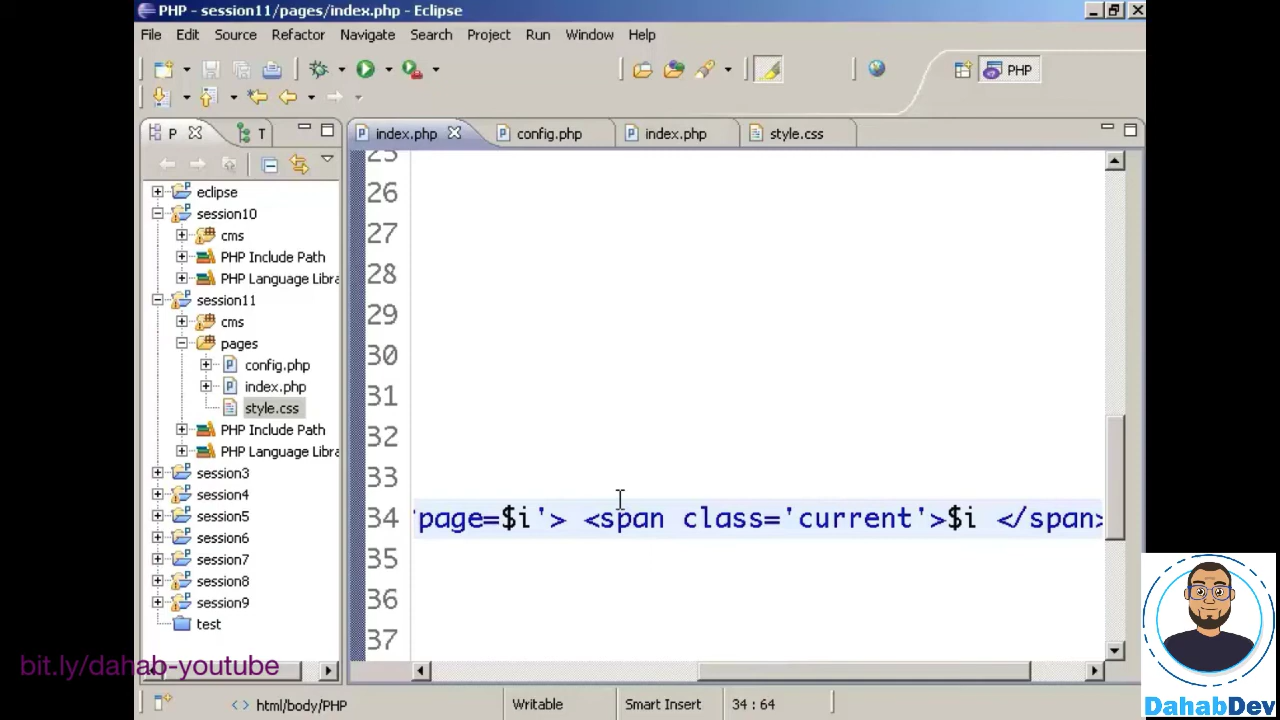 PHP - session11/pages/index.php - Eclipse
File Edit Source Refactor Navigate Search Project Run Window Help
PHP
P T index.php config.php index.php style.css
eclipse
session10
cms
PHP Include Path
PHP Language Libra
session11
cms
pages
config.php
index.php
style.css
PHP Include Path
PHP Language Libra
session3
session4
session5
session6
session7
session8
session9
test
25
26
27
28
29
30
31
32
33
34 page=$i'> <span class='current'>$i </span>
35
36
37
bit.ly/dahab-youtube
html/body/PHP Writable Smart Insert 34 : 64
DahabDev